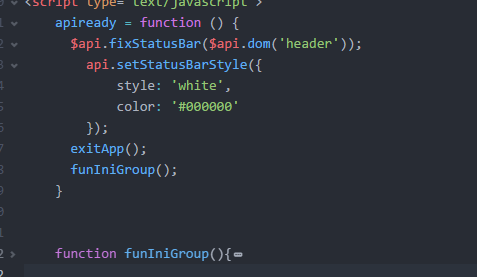 <script type="text/javascript">
apiready = function () {
$api.fixStatusBar($api.dom('header'));
api.setStatusBarStyle({
style: 'white',
color: '#000000'
});
exitApp();
funIniGroup();
}
function funIniGroup(){